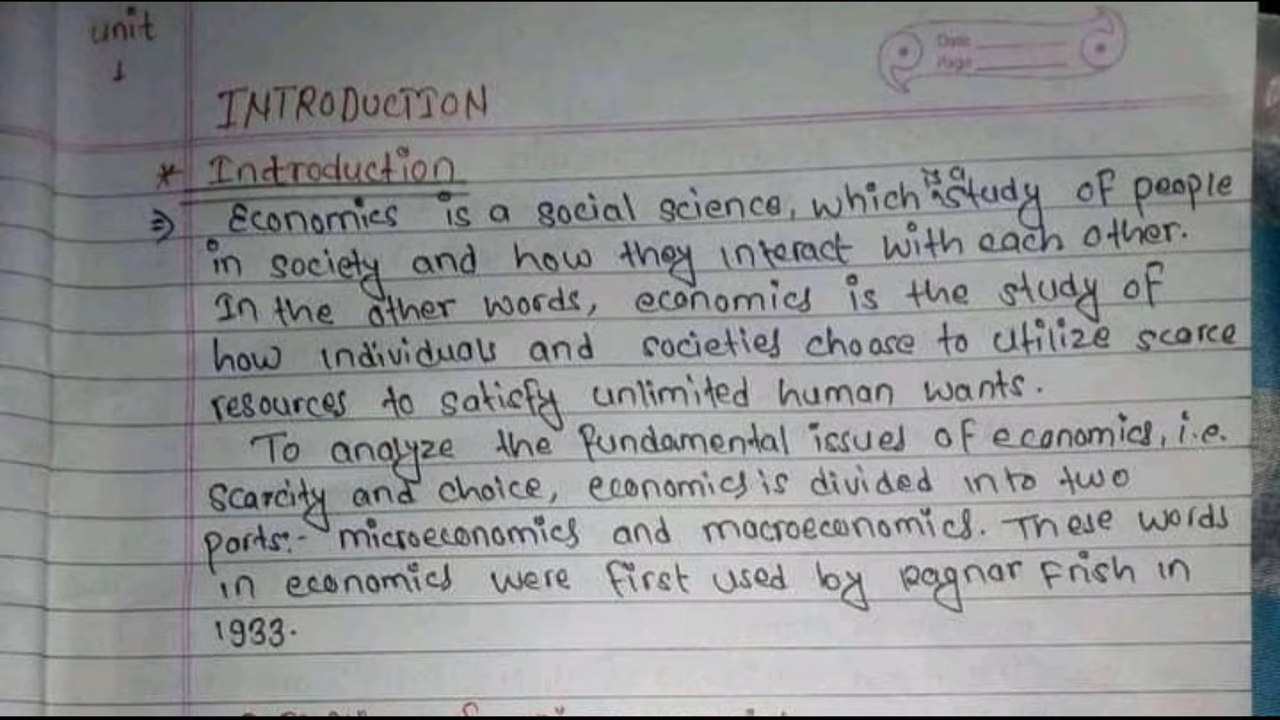 unit
1
Date
Page
INTRODUCTION
* Introduction
⇒ Economics is a social science, which is a study of people
in society and how they interact with each other.
In the other words, economics is the study of
how individuals and societies choose to utilize scarce
resources to satisfy unlimited human wants.
To analyze the fundamental issues of economics, i.e.
scarcity and choice, economics is divided into two
parts:- microeconomics and macroeconomics. These words
in economics were first used by Ragnar Frish in
1933.